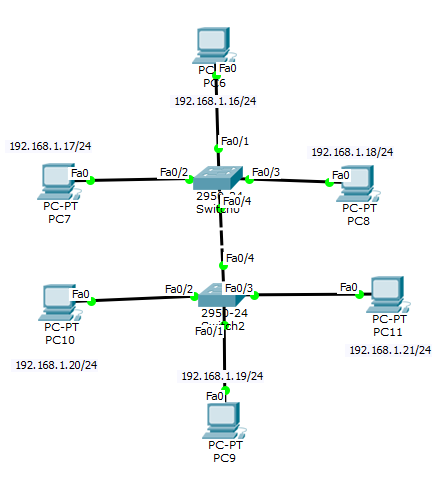 Fa0
PC6
192.168.1.16/24
Fa0/1
192.168.1.17/24
192.168.1.18/24
Fa0
Fa0/2
Fa0/3
Fa0
PC-PT
PC7
2950-24
Fa0/4
PC-PT
PC8
Fa0/4
Fa0
Fa0/2
Fa0/3
Fa0
PC-PT
PC10
2950-24
Switch2
Fa0/1
PC-PT
PC11
192.168.1.20/24
192.168.1.21/24
192.168.1.19/24
Fa0
PC-PT
PC9